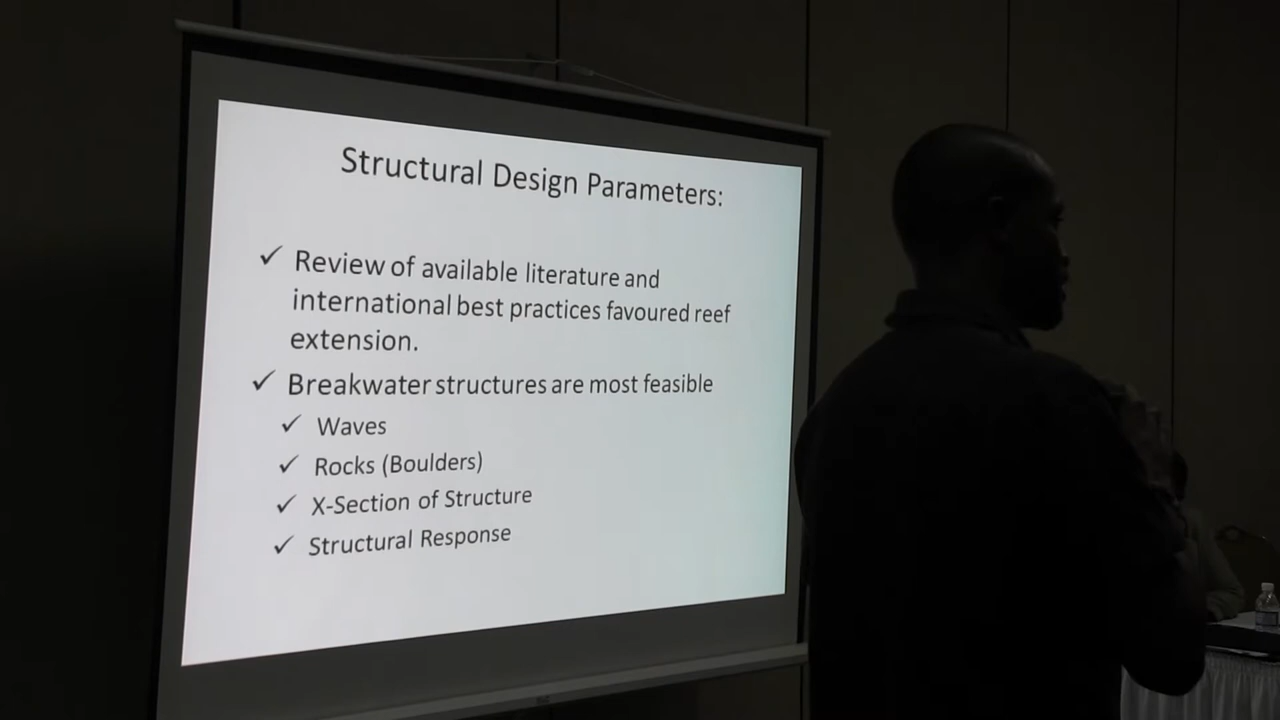 Structural Design Parameters:
✓ Review of available literature and
international best practices favoured reef
extension.
✓ Breakwater structures are most feasible
✓ Waves
✓ Rocks (Boulders)
✓ X-Section of Structure
✓ Structural Response